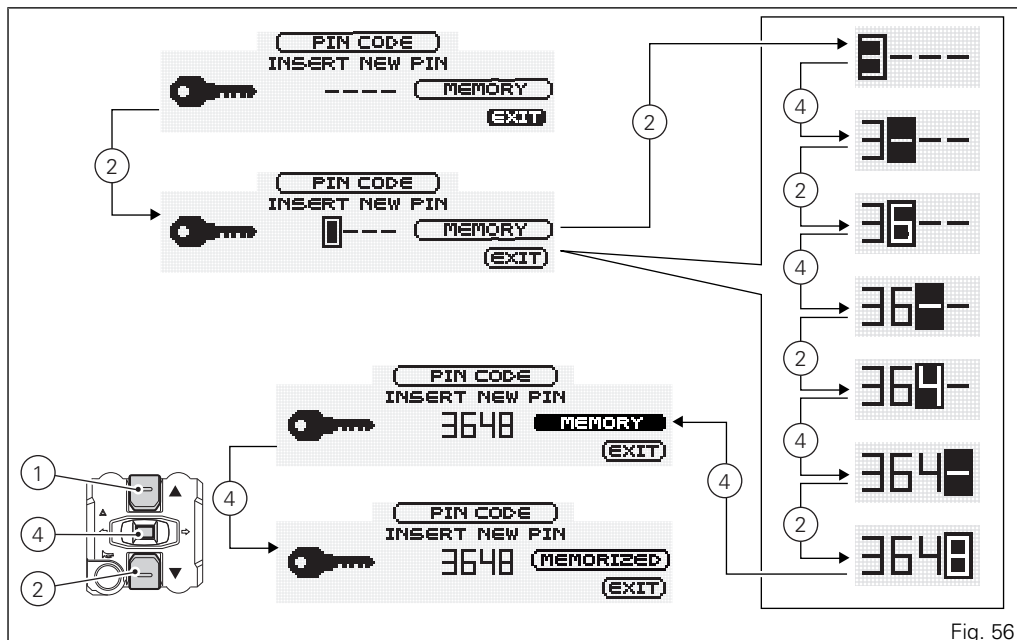 PIN CODE
INSERT NEW PIN
---- MEMORY
EXIT
2
PIN CODE
INSERT NEW PIN
---- MEMORY
EXIT
2
3---
4
3---
2
36--
4
36--
2
364-
4
364-
2
3648
4
PIN CODE
INSERT NEW PIN
3648 MEMORY
EXIT
4
PIN CODE
INSERT NEW PIN
3648 MEMORIZED
EXIT
1
4
2
Fig. 56